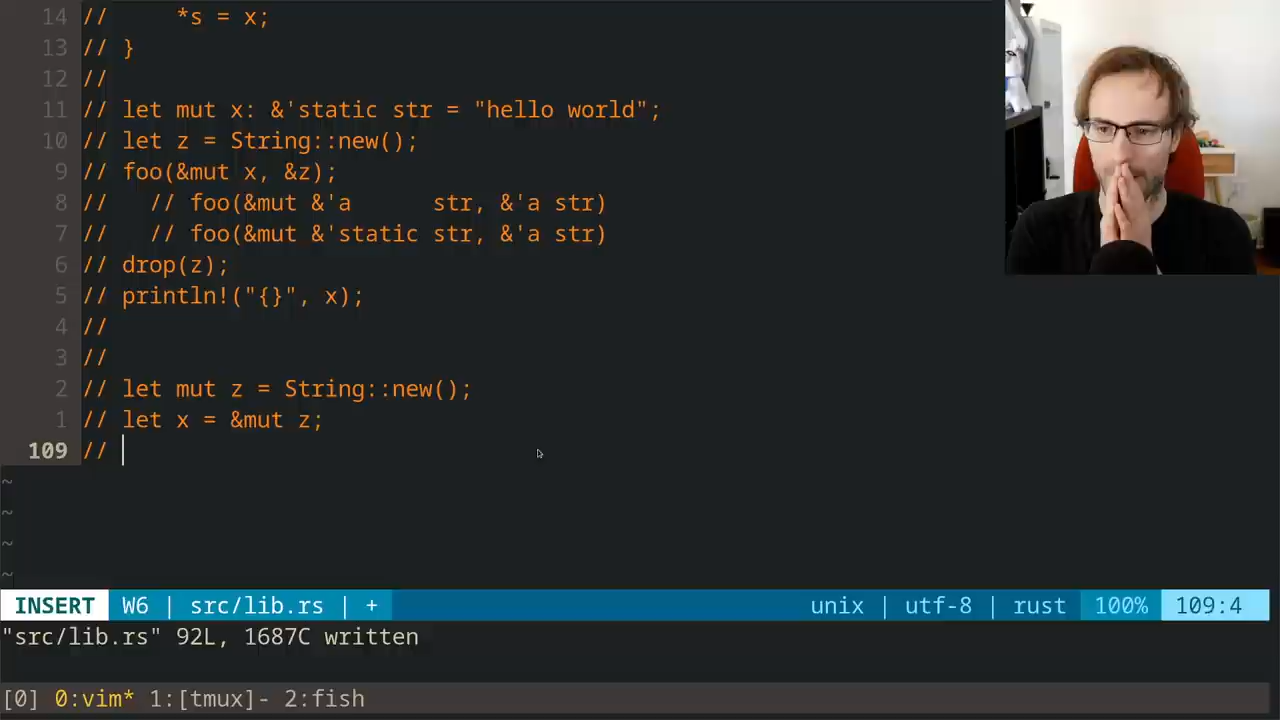 14 //     *s = x;
13 // }
12 //
11 // let mut x: &'static str = "hello world";
10 // let z = String::new();
9 // foo(&mut x, &z);
8 //   // foo(&mut &'a      str, &'a str)
7 //   // foo(&mut &'static str, &'a str)
6 // drop(z);
5 // println!("{}", x);
4 //
3 //
2 // let mut z = String::new();
1 // let x = &mut z;
109 //
~
~
~
~
INSERT W6 | src/lib.rs | + unix | utf-8 | rust 100% 109:4
"src/lib.rs" 92L, 1687C written
[0] 0:vim* 1:[tmux]- 2:fish